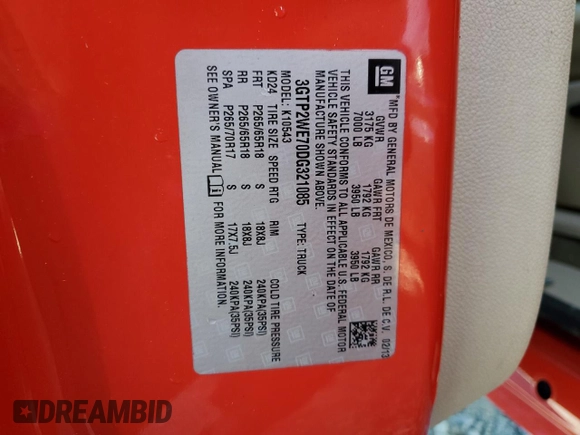 GM
MFD BY GENERAL MOTORS DE MEXICO, S. DE R.L. DE C.V. 02/13
GVWR GAWR FRT GAWR RR
3175 KG 1792 KG 1792 KG
7000 LB 3950 LB 3950 LB
THIS VEHICLE CONFORMS TO ALL APPLICABLE U.S. FEDERAL MOTOR
VEHICLE SAFETY STANDARDS IN EFFECT ON THE DATE OF
MANUFACTURE SHOWN ABOVE.
3GTP2WE70DG321085 TYPE: TRUCK
MODEL: K10543
KD24 TIRE SIZE SPEED RTG RIM COLD TIRE PRESSURE
FRT P265/65R18 S 18X8J 240KPA(35PSI)
RR P265/65R18 S 18X8J 240KPA(35PSI)
SPA P265/70R17 S 17X7.5J 240KPA(35PSI)
SEE OWNER'S MANUAL FOR MORE INFORMATION.
DREAMBID